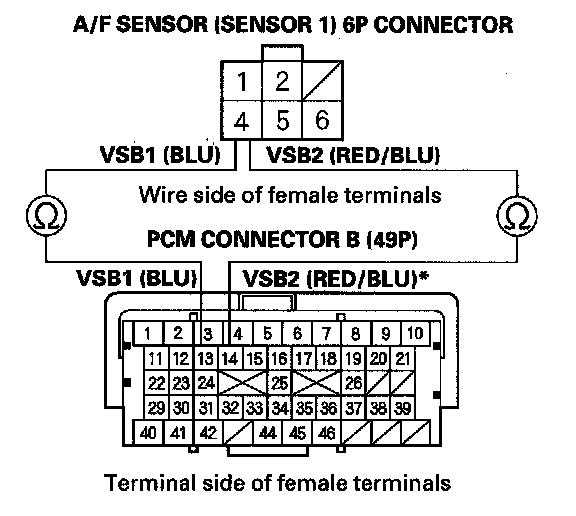 A/F SENSOR (SENSOR 1) 6P CONNECTOR
1 2
4 5 6
VSB1 (BLU) VSB2 (RED/BLU)
Wire side of female terminals
Ω Ω
PCM CONNECTOR B (49P)
VSB1 (BLU) VSB2 (RED/BLU)*
1 2 3 4 5 6 7 8 9 10
11 12 13 14 15 16 17 18 19 20 21
22 23 24 25 26
29 30 31 32 33 34 35 36 37 38 39
40 41 42 44 45 46
Terminal side of female terminals